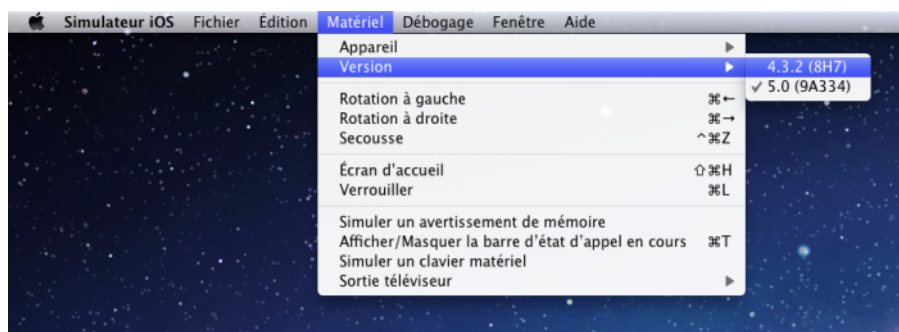 Simulateur iOS Fichier Édition Matériel Débogage Fenêtre Aide
Appareil
Version
4.3.2 (8H7)
✓ 5.0 (9A334)
Rotation à gauche ⌘←
Rotation à droite ⌘→
Secousse ^⌘Z
Écran d'accueil ⇧⌘H
Verrouiller ⌘L
Simuler un avertissement de mémoire
Afficher/Masquer la barre d'état d'appel en cours ⌘T
Simuler un clavier matériel
Sortie téléviseur